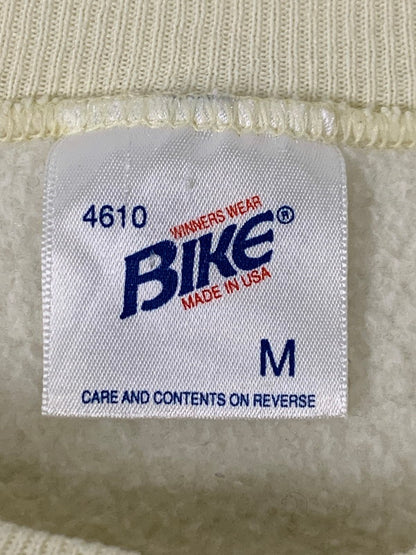 4610
WINNERS WEAR
BIKE®
MADE IN USA
M
CARE AND CONTENTS ON REVERSE